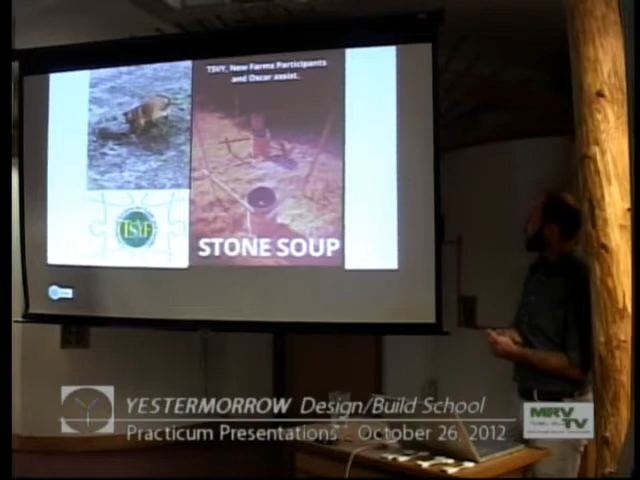 TSVY, New Farms Participants
and Oscar assist.
TSYF
STONE SOUP
YESTERMORROW Design/Build School
Practicum Presentations - October 26, 2012
MRV
TV